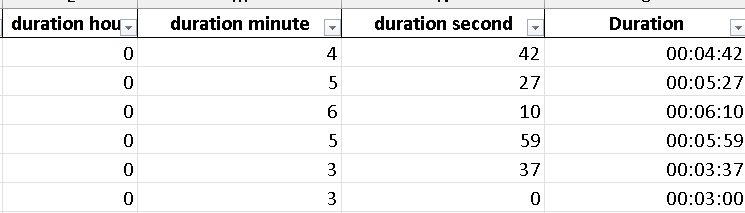 duration hou duration minute duration second Duration
0 4 42 00:04:42
0 5 27 00:05:27
0 6 10 00:06:10
0 5 59 00:05:59
0 3 37 00:03:37
0 3 0 00:03:00